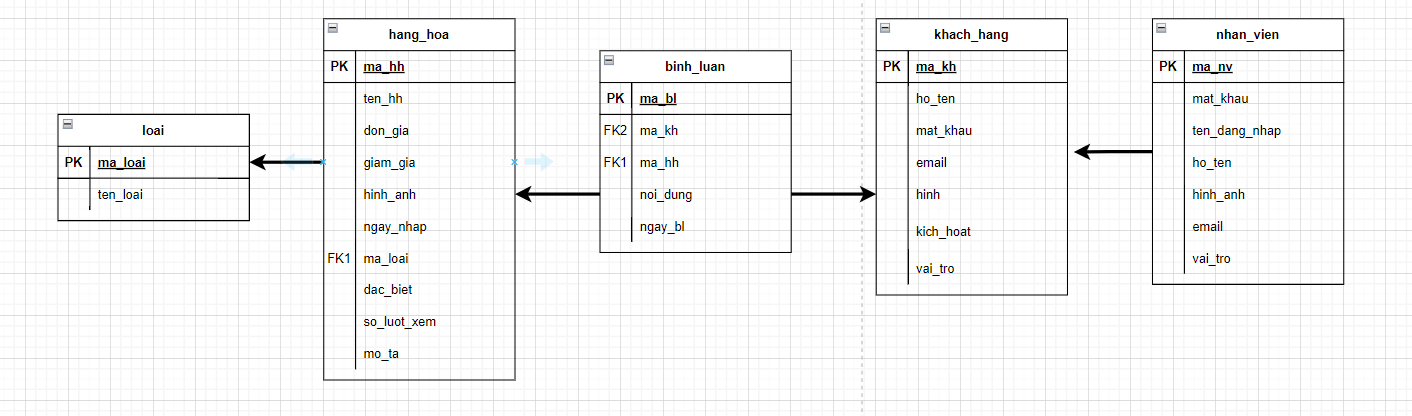 loai
PK ma_loai
ten_loai
hang_hoa
PK ma_hh
ten_hh
don_gia
giam_gia
hinh_anh
ngay_nhap
FK1 ma_loai
dac_biet
so_luot_xem
mo_ta
binh_luan
PK ma_bl
FK2 ma_kh
FK1 ma_hh
noi_dung
ngay_bl
khach_hang
PK ma_kh
ho_ten
mat_khau
email
hinh
kich_hoat
vai_tro
nhan_vien
PK ma_nv
mat_khau
ten_dang_nhap
ho_ten
hinh_anh
email
vai_tro